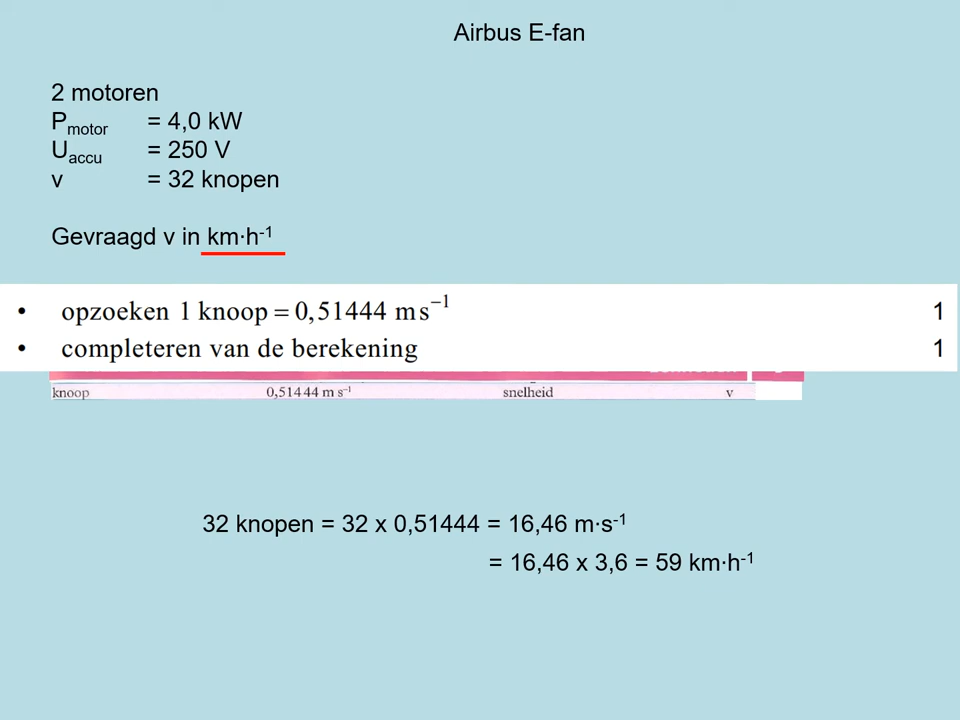 Airbus E-fan
2 motoren
Pmotor = 4,0 kW
Uaccu = 250 V
v = 32 knopen
Gevraagd v in km·h-1
• opzoeken 1 knoop = 0,51444 m s−1 1
• completeren van de berekening 1
knoop 0,51444 m s−1 snelheid v
32 knopen = 32 x 0,51444 = 16,46 m·s-1
= 16,46 x 3,6 = 59 km·h-1